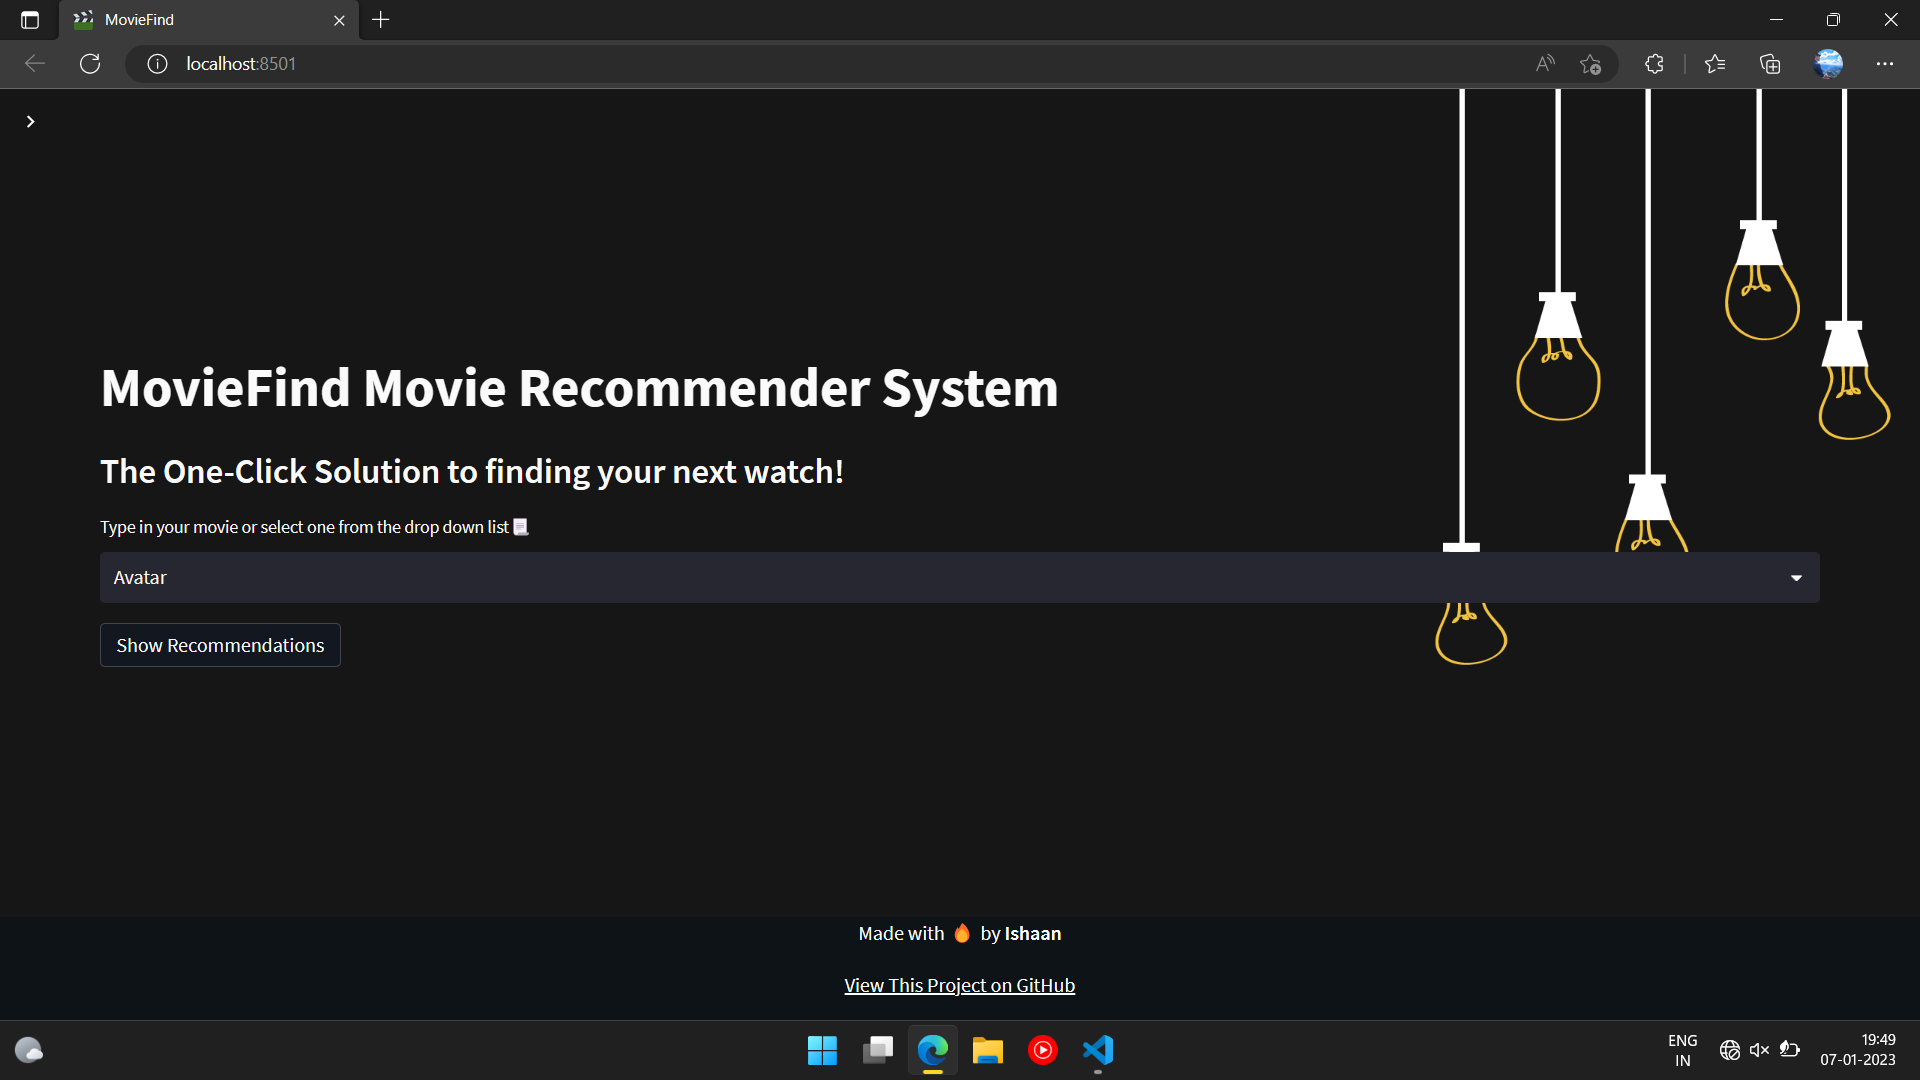 MovieFind
localhost:8501
MovieFind Movie Recommender System
The One-Click Solution to finding your next watch!
Type in your movie or select one from the drop down list📃
Avatar
Show Recommendations
Made with 🔥 by Ishaan
View This Project on GitHub
ENG
IN
19:49
07-01-2023